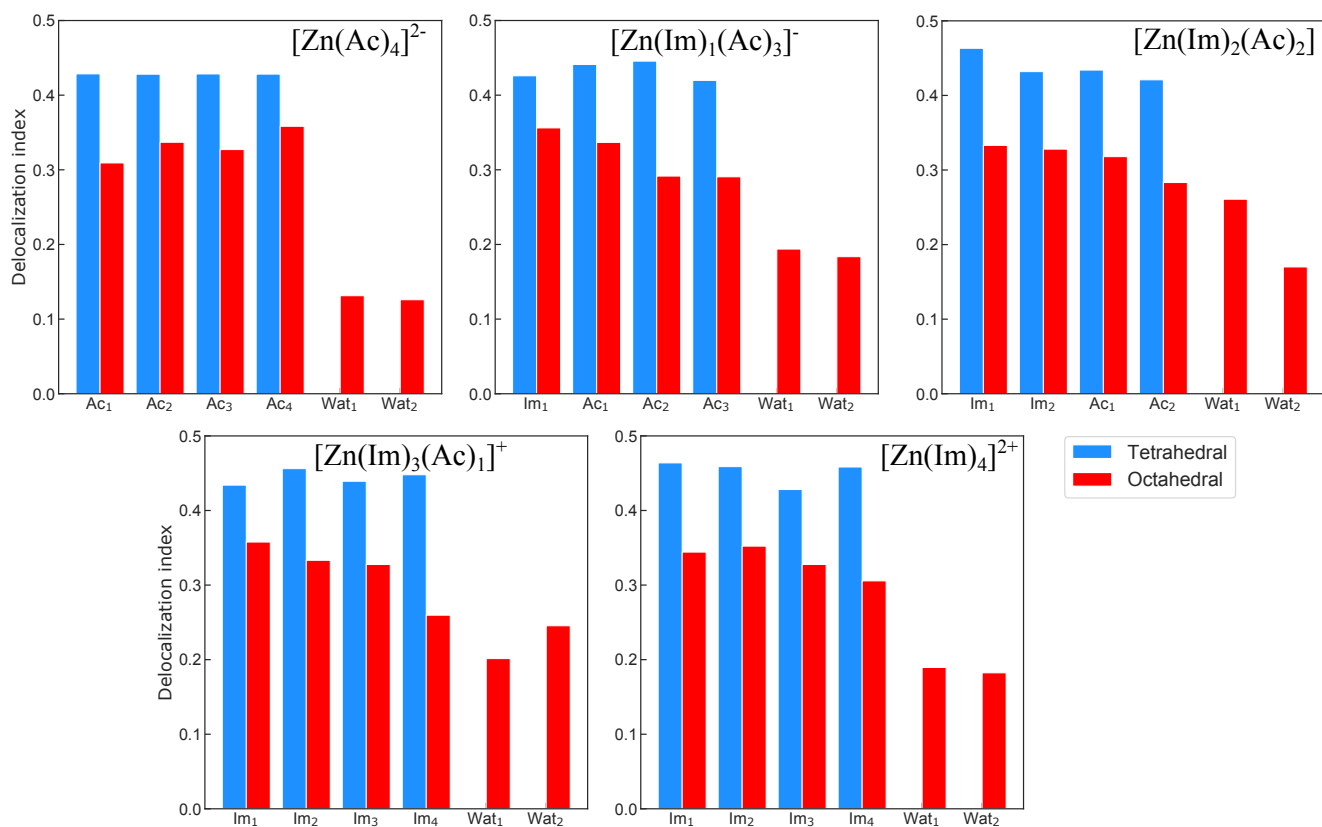 [Zn(Ac)₄]²⁻
0.5
0.4
0.3
0.2
0.1
0.0
Delocalization index
Ac₁ Ac₂ Ac₃ Ac₄ Wat₁ Wat₂
[Zn(Im)₁(Ac)₃]⁻
0.5
0.4
0.3
0.2
0.1
0.0
Im₁ Ac₁ Ac₂ Ac₃ Wat₁ Wat₂
[Zn(Im)₂(Ac)₂]
0.5
0.4
0.3
0.2
0.1
0.0
Im₁ Im₂ Ac₁ Ac₂ Wat₁ Wat₂
[Zn(Im)₃(Ac)₁]⁺
0.5
0.4
0.3
0.2
0.1
0.0
Delocalization index
Im₁ Im₂ Im₃ Im₄ Wat₁ Wat₂
[Zn(Im)₄]²⁺
0.5
0.4
0.3
0.2
0.1
0.0
Im₁ Im₂ Im₃ Im₄ Wat₁ Wat₂
Tetrahedral
Octahedral